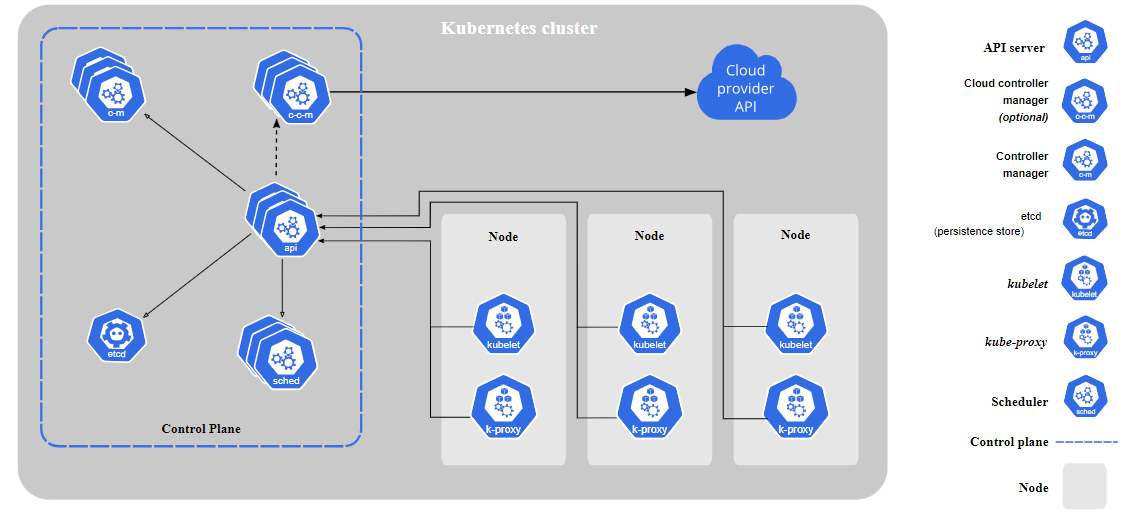 Kubernetes cluster
c-m
c-c-m
Cloud
provider
API
api
etcd
sched
Control Plane
Node
kubelet
k-proxy
Node
kubelet
k-proxy
Node
kubelet
k-proxy
API server
api
Cloud controller
manager
(optional)
c-c-m
Controller
manager
c-m
etcd
(persistence store)
etcd
kubelet
kubelet
kube-proxy
k-proxy
Scheduler
sched
Control plane
Node